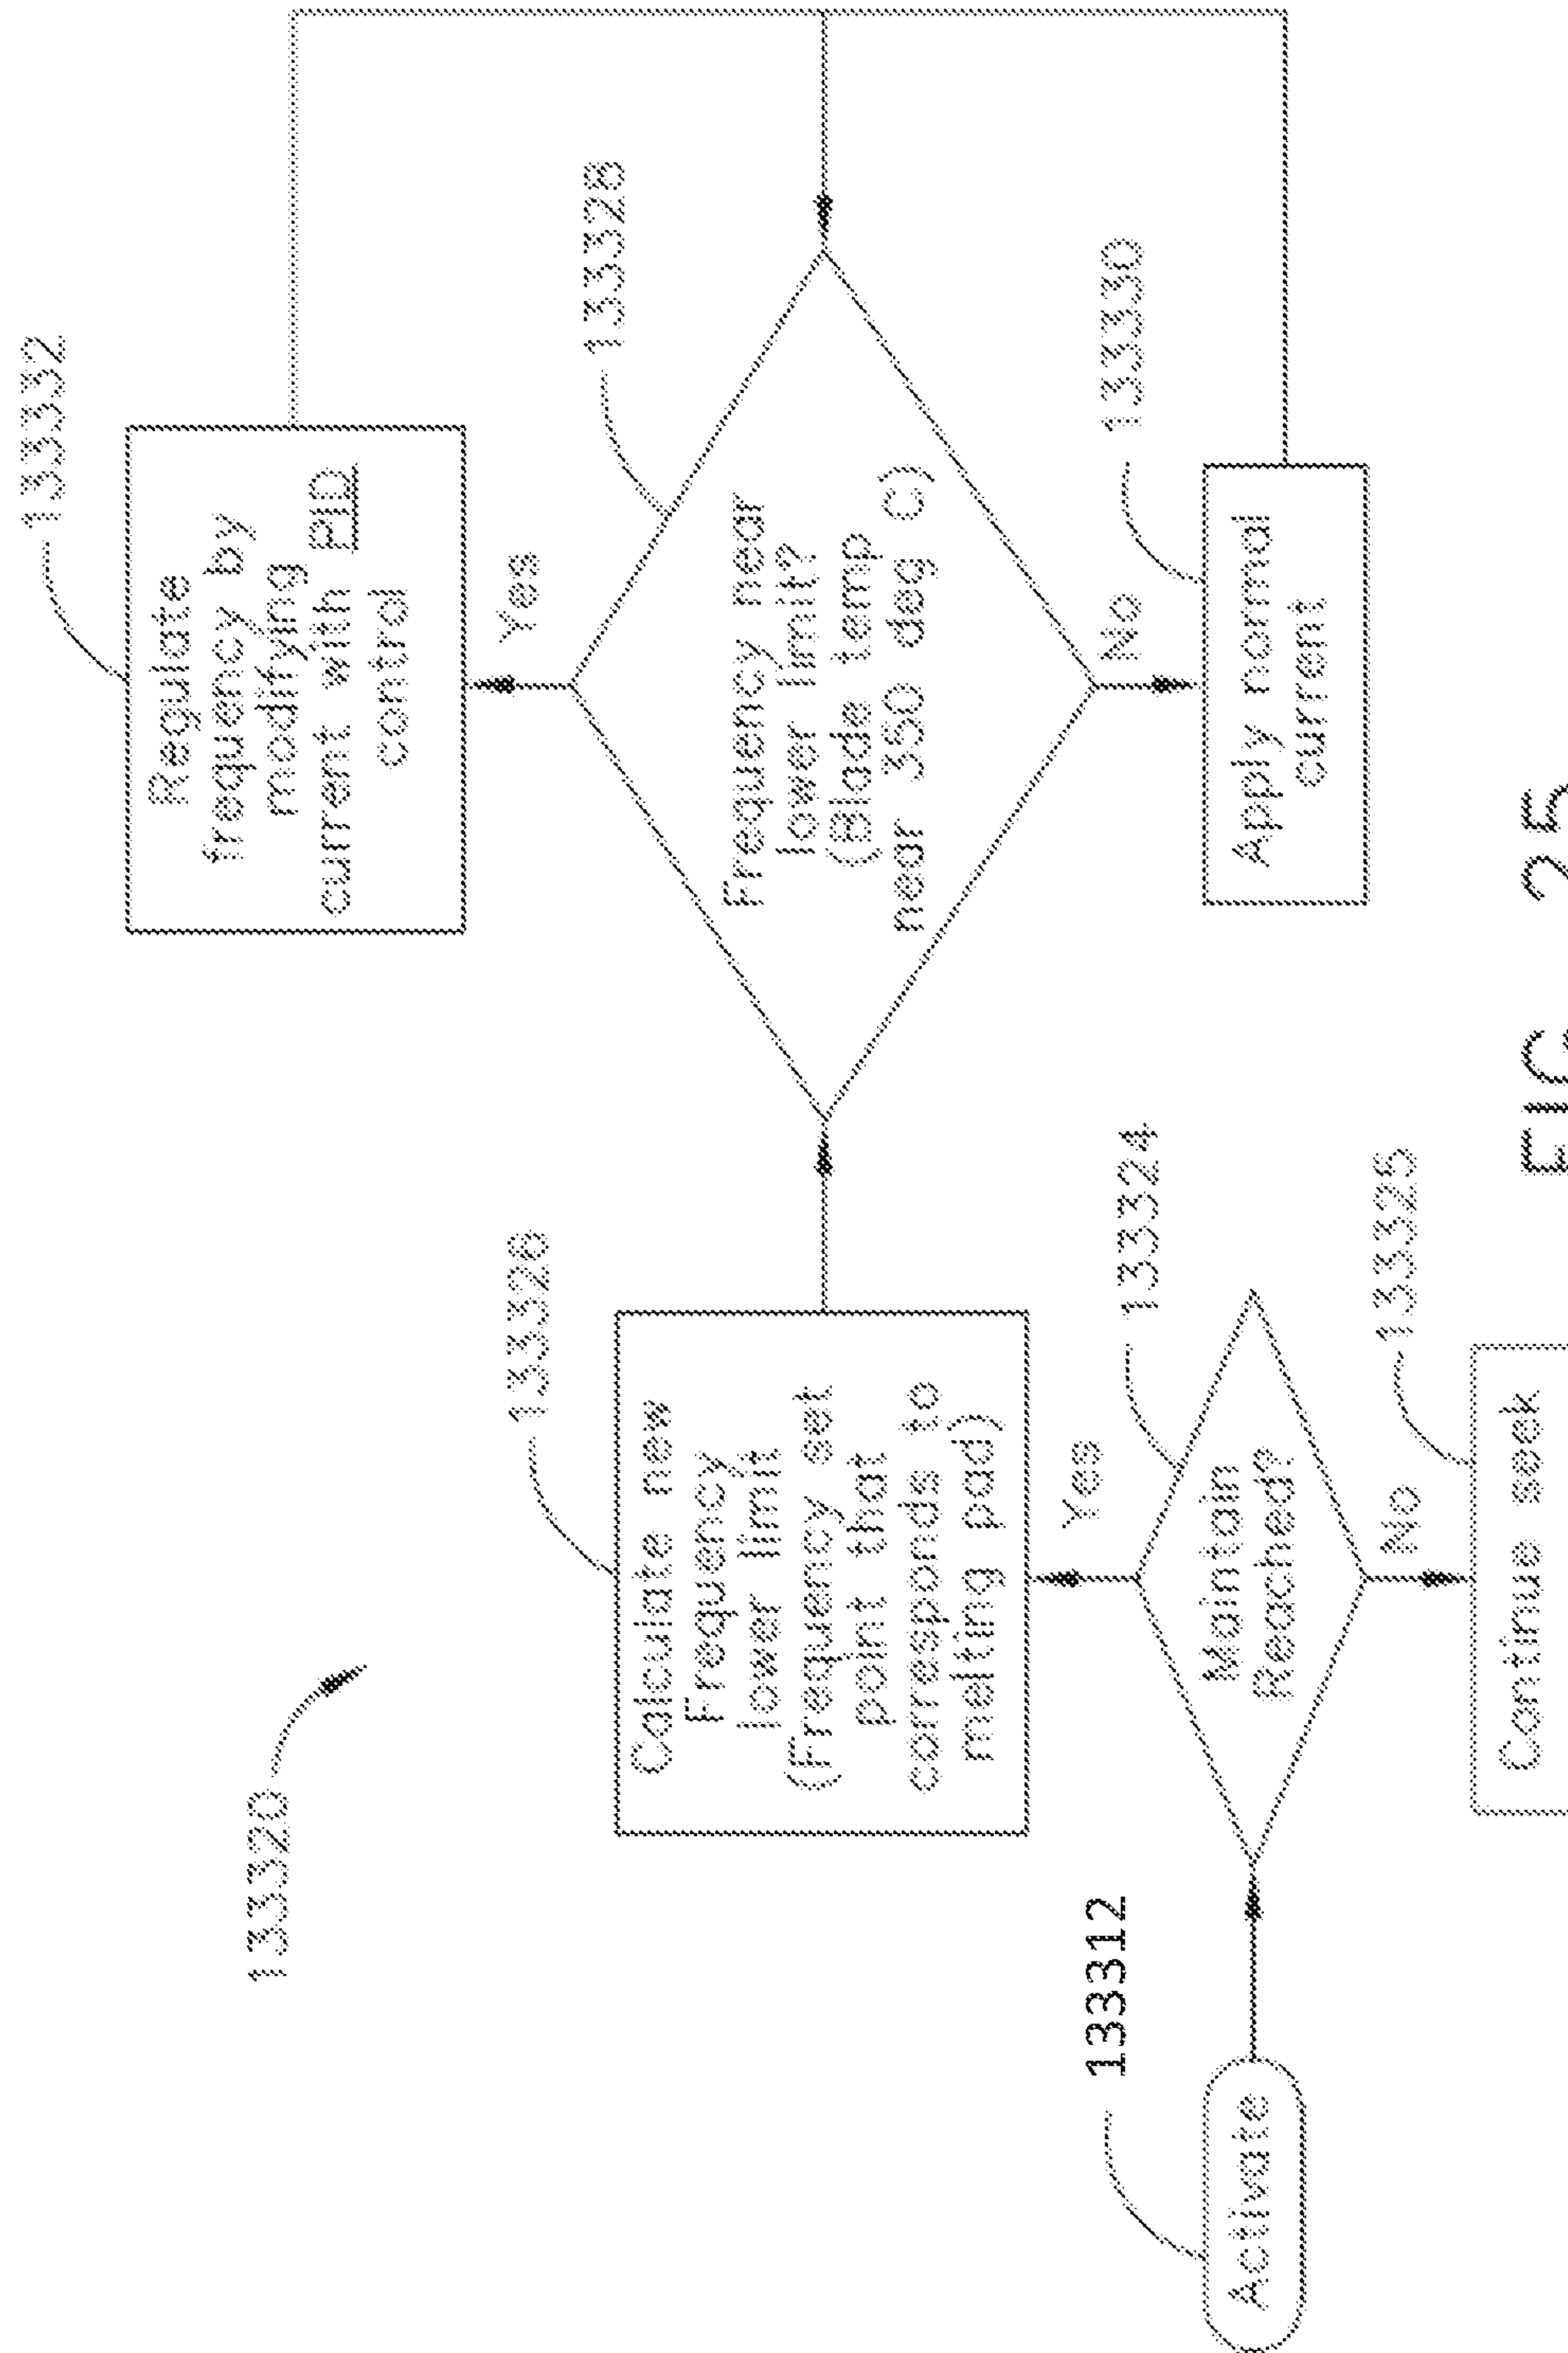 133320
133312
Activate
133324
Maintain
Reached?
Yes
No
133325
Continue seek
133326
Calculate new
Frequency
lower limit
(Frequency set
point that
corresponds to
melting pad)
133328
Frequency near
lower limit?
(Blade temp
near 350 deg C)
Yes
No
133332
Regulate
frequency by
modifying
current with PID
control
133330
Apply normal
current
FIG. 25